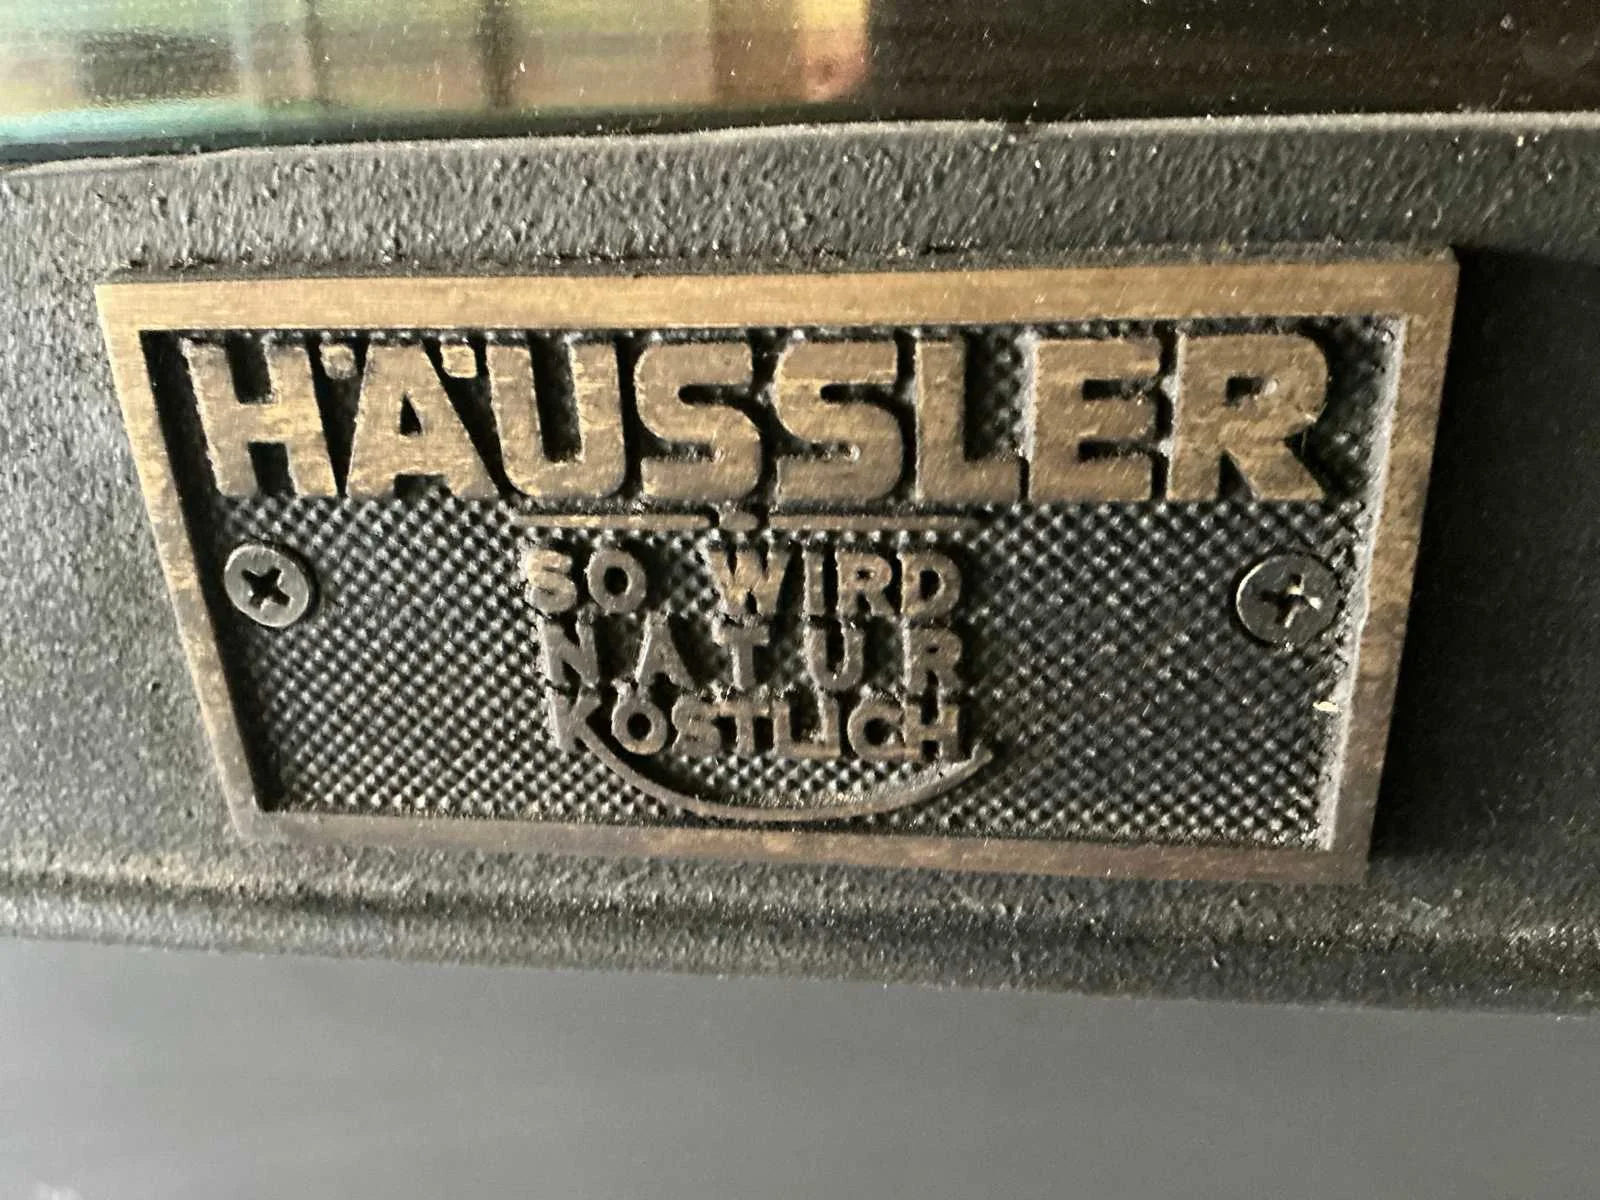 HÄUSSLER
SO WIRD
NATUR
KÖSTLICH